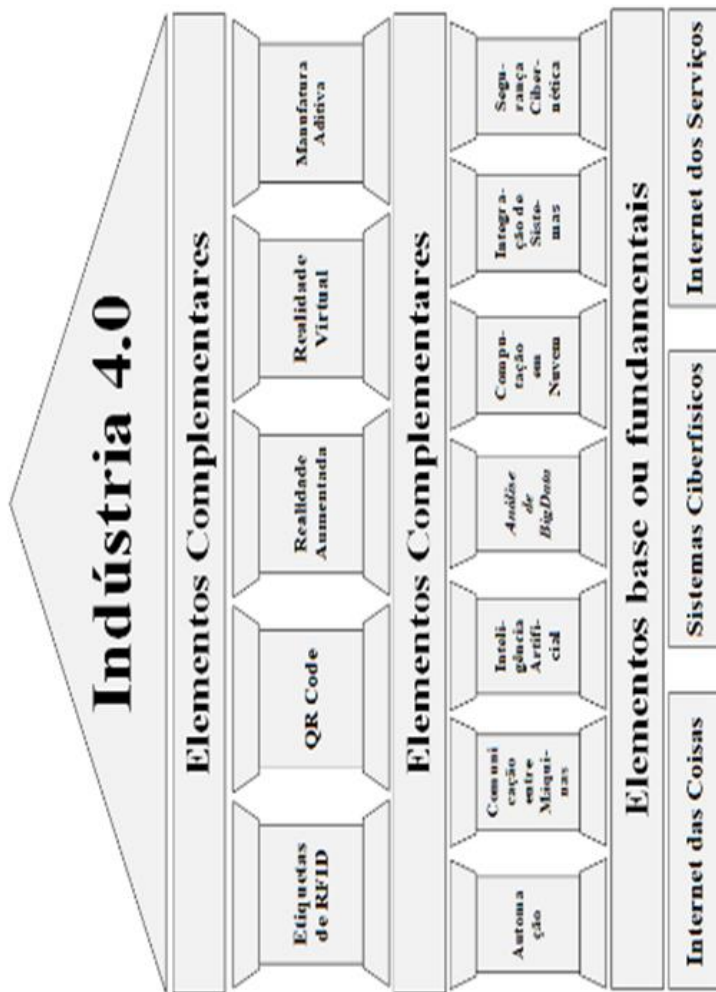 Indústria 4.0
Elementos Complementares
Etiquetas
de RFID
QR Code
Realidade
Aumentada
Realidade
Virtual
Manufatura
Aditiva
Elementos Complementares
Automa
ção
Comuni
cação
entre
Máqui-
nas
Inteli-
gência
Artifi-
cial
Análise
de
BigData
Compu-
tação
em
Nuvem
Integra-
ção de
Siste-
mas
Segu-
rança
Ciber-
nética
Elementos base ou fundamentais
Internet das Coisas
Sistemas Ciberfísicos
Internet dos Serviços